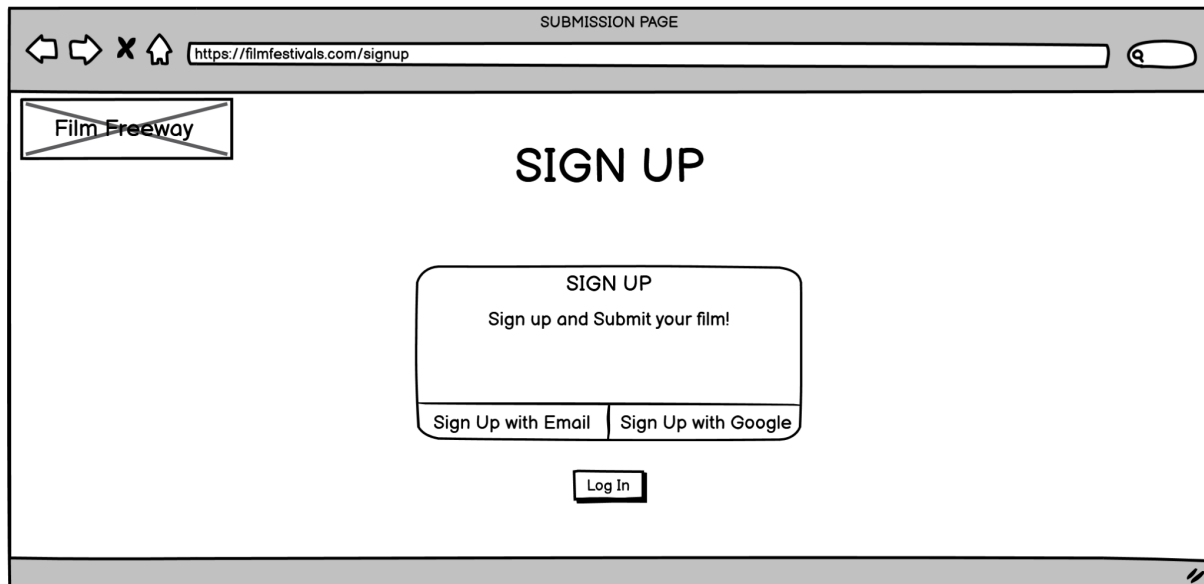 SUBMISSION PAGE
https://filmfestivals.com/signup
Film Freeway
SIGN UP
SIGN UP
Sign up and Submit your film!
Sign Up with Email
Sign Up with Google
Log In